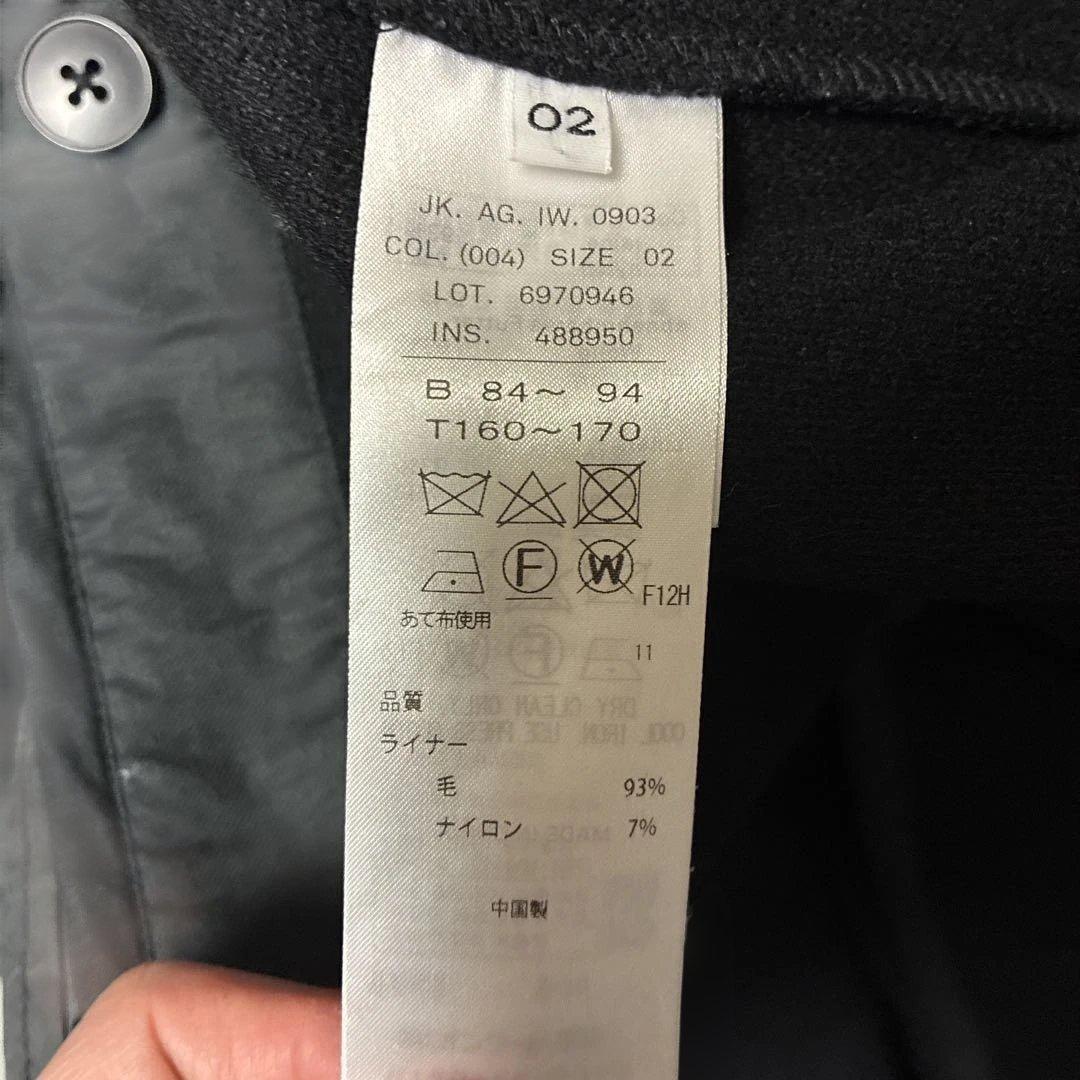 02
JK. AG. IW. 0903
COL. (004) SIZE 02
LOT. 6970946
INS. 488950
B 84～ 94
T160～170
F W F12H
あて布使用
11
品質
ライナー
毛 93%
ナイロン 7%
中国製